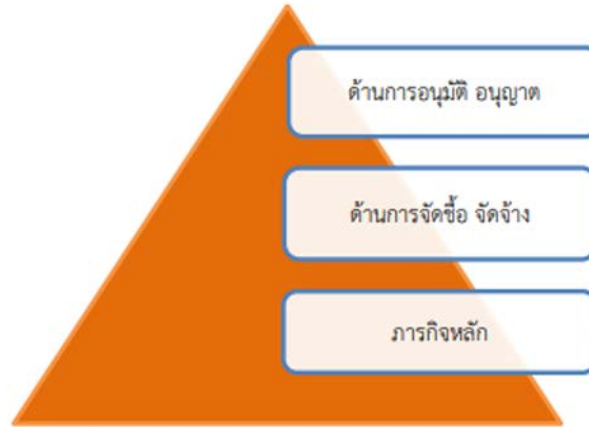 ด้านการอนุมัติ อนุญาต
ด้านการจัดซื้อ จัดจ้าง
ภารกิจหลัก